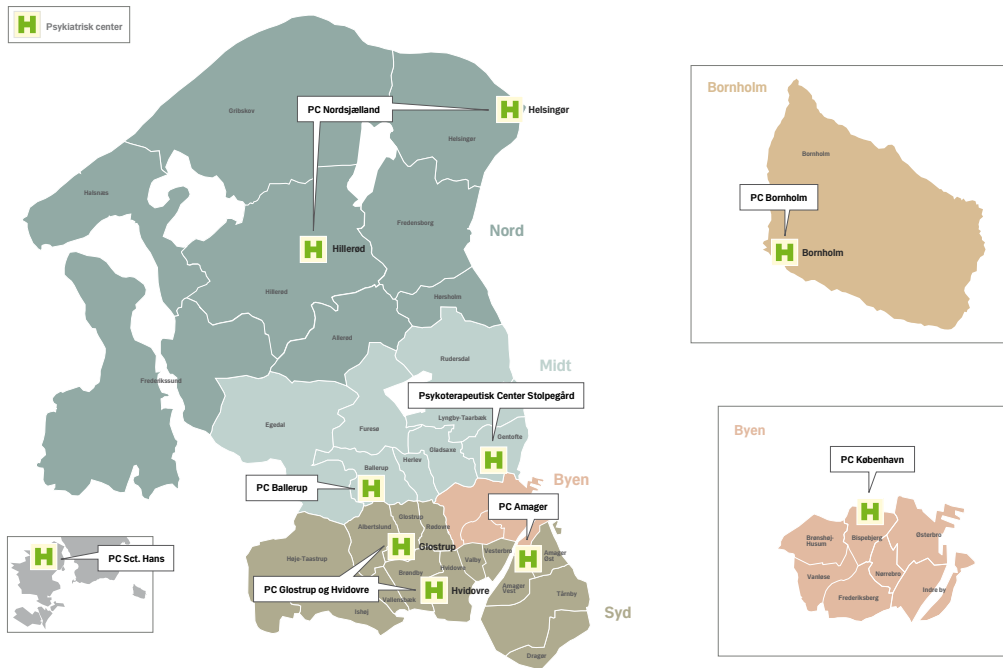 Psykiatrisk center
Gribskov
PC Nordsjælland
Helsingør
Helsingør
Halsnæs
Fredensborg
Nord
Hillerød
Hillerød
Hørsholm
Allerød
Rudersdal
Midt
Frederikssund
Psykoterapeutisk Center Stolpegård
Egedal
Furesø
Lyngby-Taarbæk
Gentofte
Gladsaxe
Herlev
Ballerup
PC Ballerup
Byen
PC Amager
Glostrup
Albertslund
Rødovre
Glostrup
Høje-Taastrup
Vesterbro
Amager
Øst
Valby
Hvidovre
Brøndby
PC Glostrup og Hvidovre
Hvidovre
Amager
Vest
Vallensbæk
Tårnby
Ishøj
Syd
Dragør
PC Sct. Hans
Bornholm
Bornholm
PC Bornholm
Bornholm
Byen
PC København
Brønshøj-
Husum
Bispebjerg
Østerbro
Vanløse
Nørrebro
Frederiksberg
Indre by